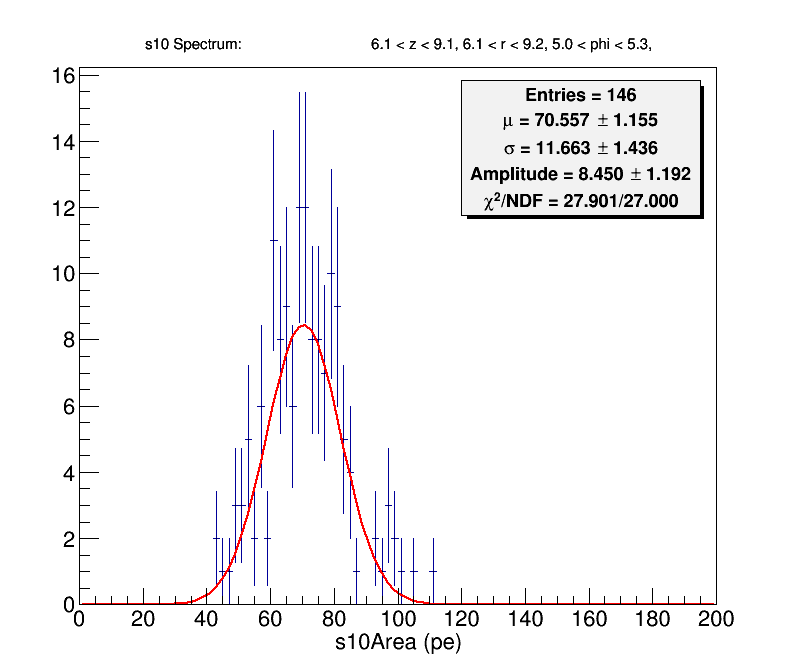 s10 Spectrum: 6.1 < z < 9.1, 6.1 < r < 9.2, 5.0 < phi < 5.3,
Entries = 146
μ = 70.557 ± 1.155
σ = 11.663 ± 1.436
Amplitude = 8.450 ± 1.192
χ²/NDF = 27.901/27.000
16
14
12
10
8
6
4
2
0
0 20 40 60 80 100 120 140 160 180 200
s10Area (pe)